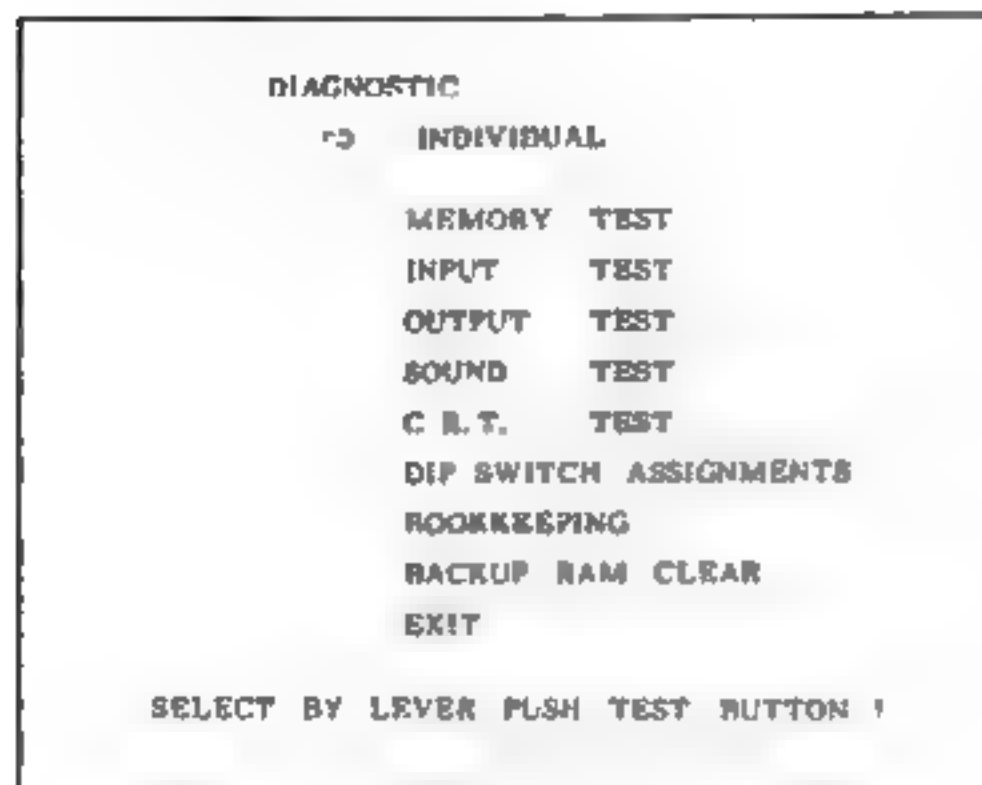 DIAGNOSTIC
INDIVIDUAL
MEMORY TEST
INPUT TEST
OUTPUT TEST
SOUND TEST
C R.T. TEST
DIP SWITCH ASSIGNMENTS
BOOKKEEPING
BACKUP RAM CLEAR
EXIT
SELECT BY LEVER PUSH TEST BUTTON !